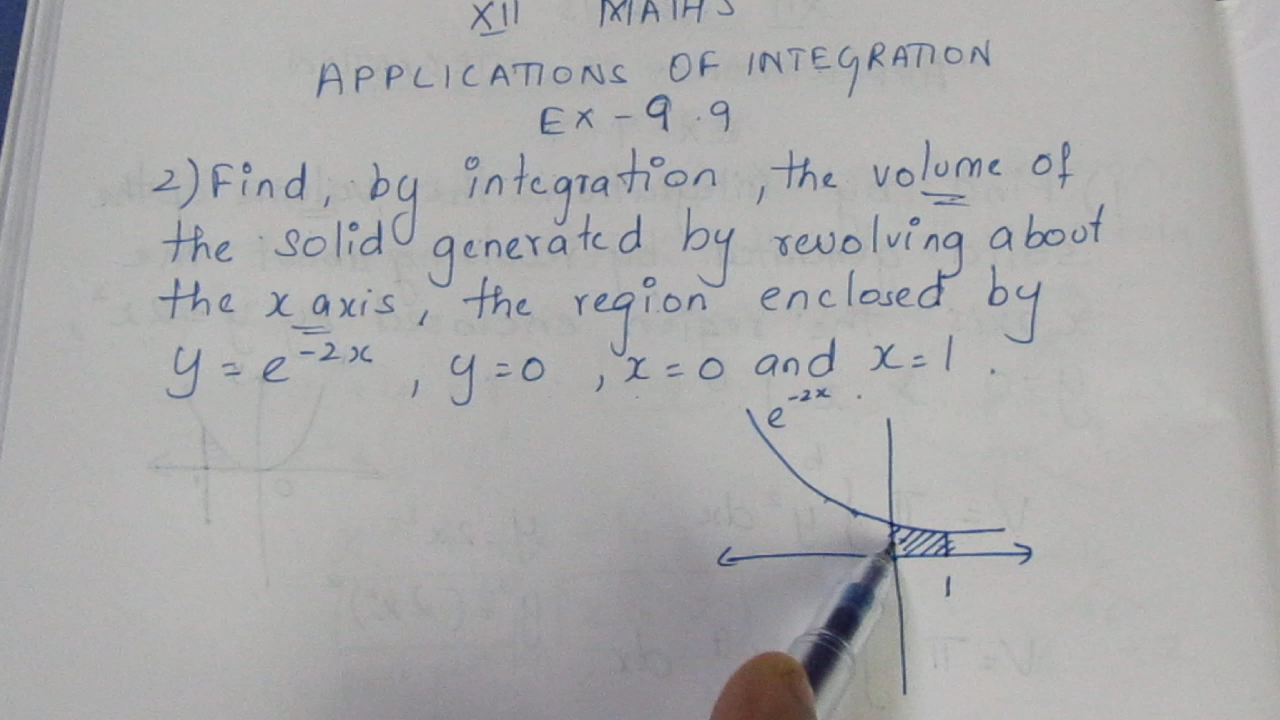 XII MATHS
APPLICATIONS OF INTEGRATION
EX - 9.9
2) Find, by integration, the volume of
the solid generated by revolving about
the x axis, the region enclosed by
y = e^{-2x}, y = 0, x = 0 and x = 1.
e^{-2x}.
1